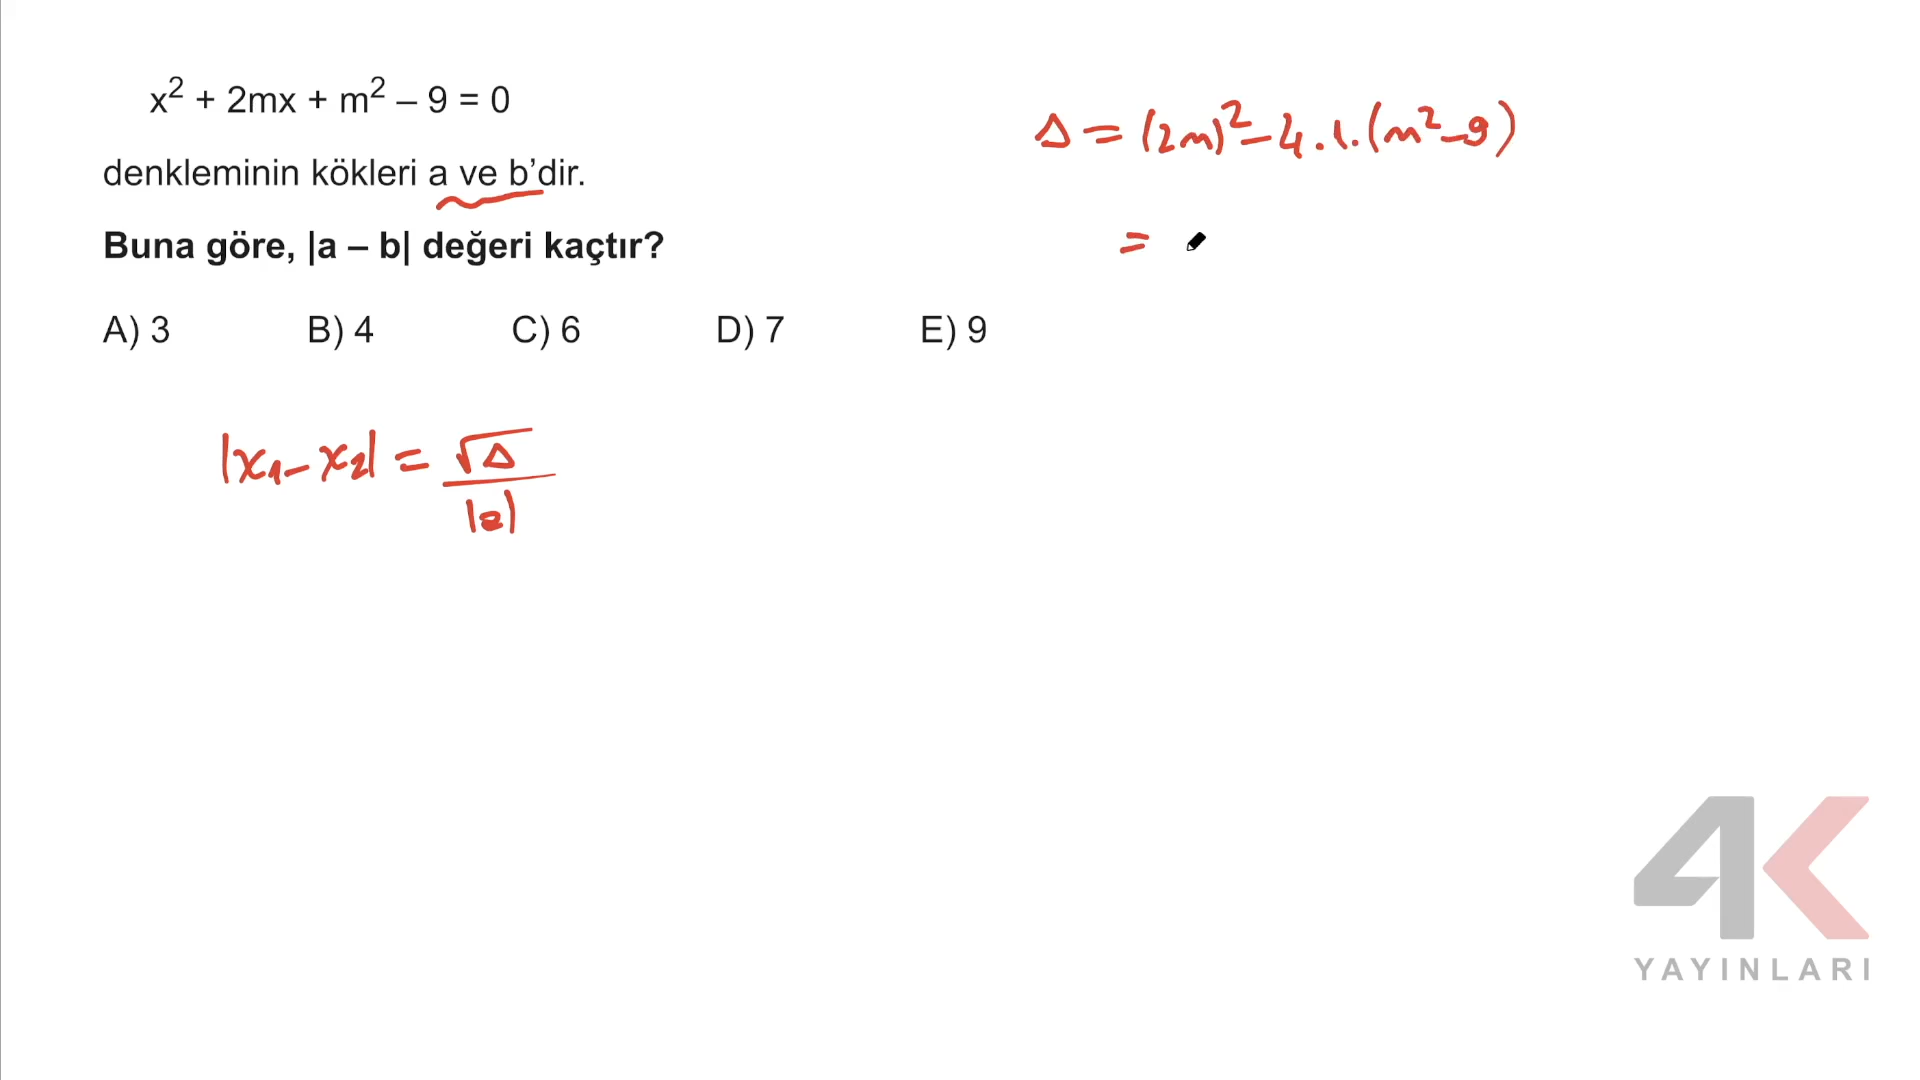 x² + 2mx + m² – 9 = 0
denkleminin kökleri a ve b’dir.
Buna göre, |a – b| değeri kaçtır?
A) 3 B) 4 C) 6 D) 7 E) 9
|x₁ – x₂| = √Δ / |a|
Δ = (2m)² – 4.1.(m² – 9)
=
4K
YAYINLARI